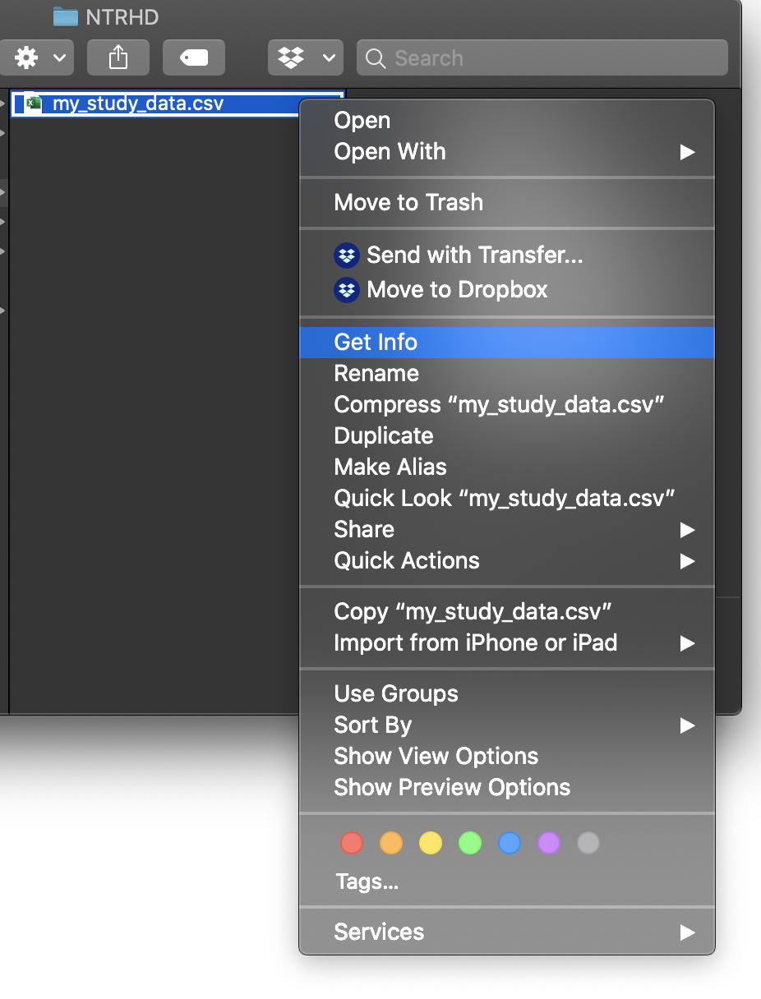 NTRHD
Search
my_study_data.csv
Open
Open With
Move to Trash
Send with Transfer...
Move to Dropbox
Get Info
Rename
Compress “my_study_data.csv”
Duplicate
Make Alias
Quick Look “my_study_data.csv”
Share
Quick Actions
Copy “my_study_data.csv”
Import from iPhone or iPad
Use Groups
Sort By
Show View Options
Show Preview Options
Tags...
Services